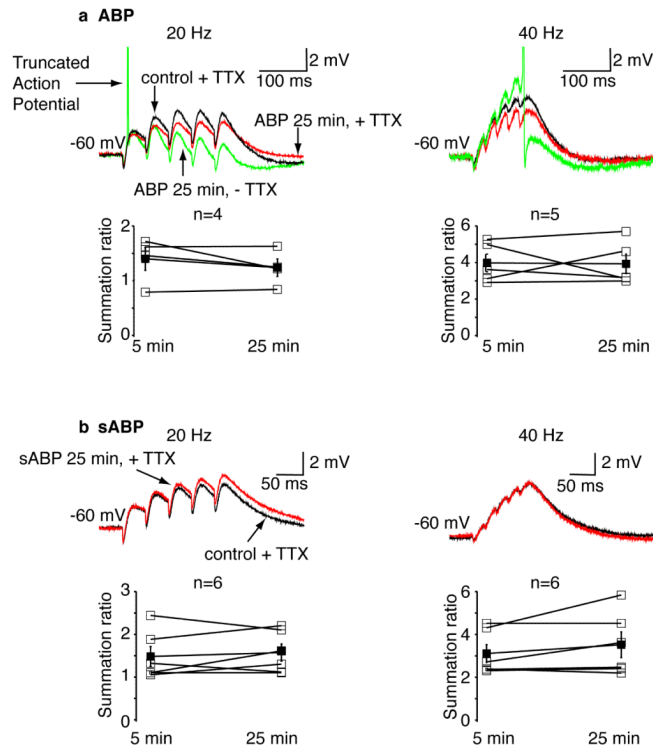 a ABP
20 Hz
40 Hz
Truncated
Action
Potential
control + TTX
2 mV
100 ms
2 mV
100 ms
-60 mV
ABP 25 min, + TTX
-60 mV
ABP 25 min, - TTX
n=4
n=5
Summation ratio
2
1
0
5 min
25 min
Summation ratio
6
4
2
0
5 min
25 min
b sABP
20 Hz
40 Hz
sABP 25 min, + TTX
2 mV
50 ms
2 mV
50 ms
-60 mV
-60 mV
control + TTX
n=6
n=6
Summation ratio
3
2
1
0
5 min
25 min
Summation ratio
6
4
2
0
5 min
25 min